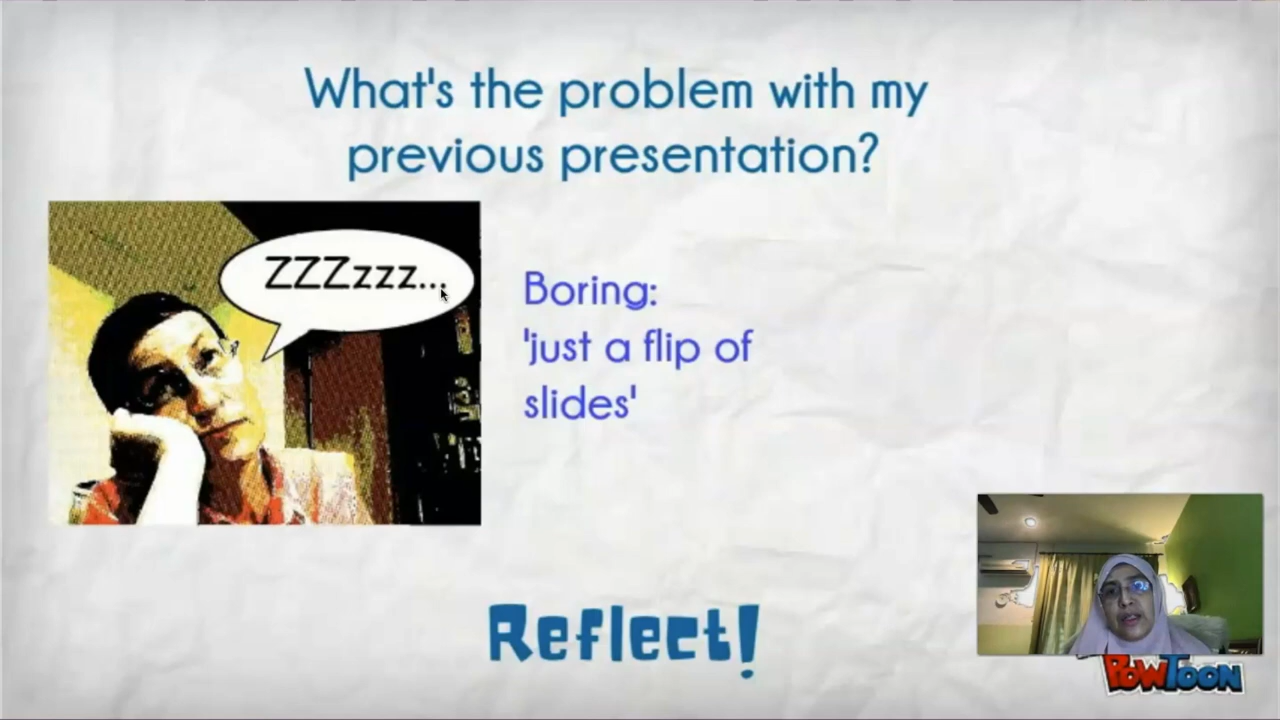 What's the problem with my
previous presentation?
ZZZzzz...
Boring:
'just a flip of
slides'
Reflect!
POWTOON